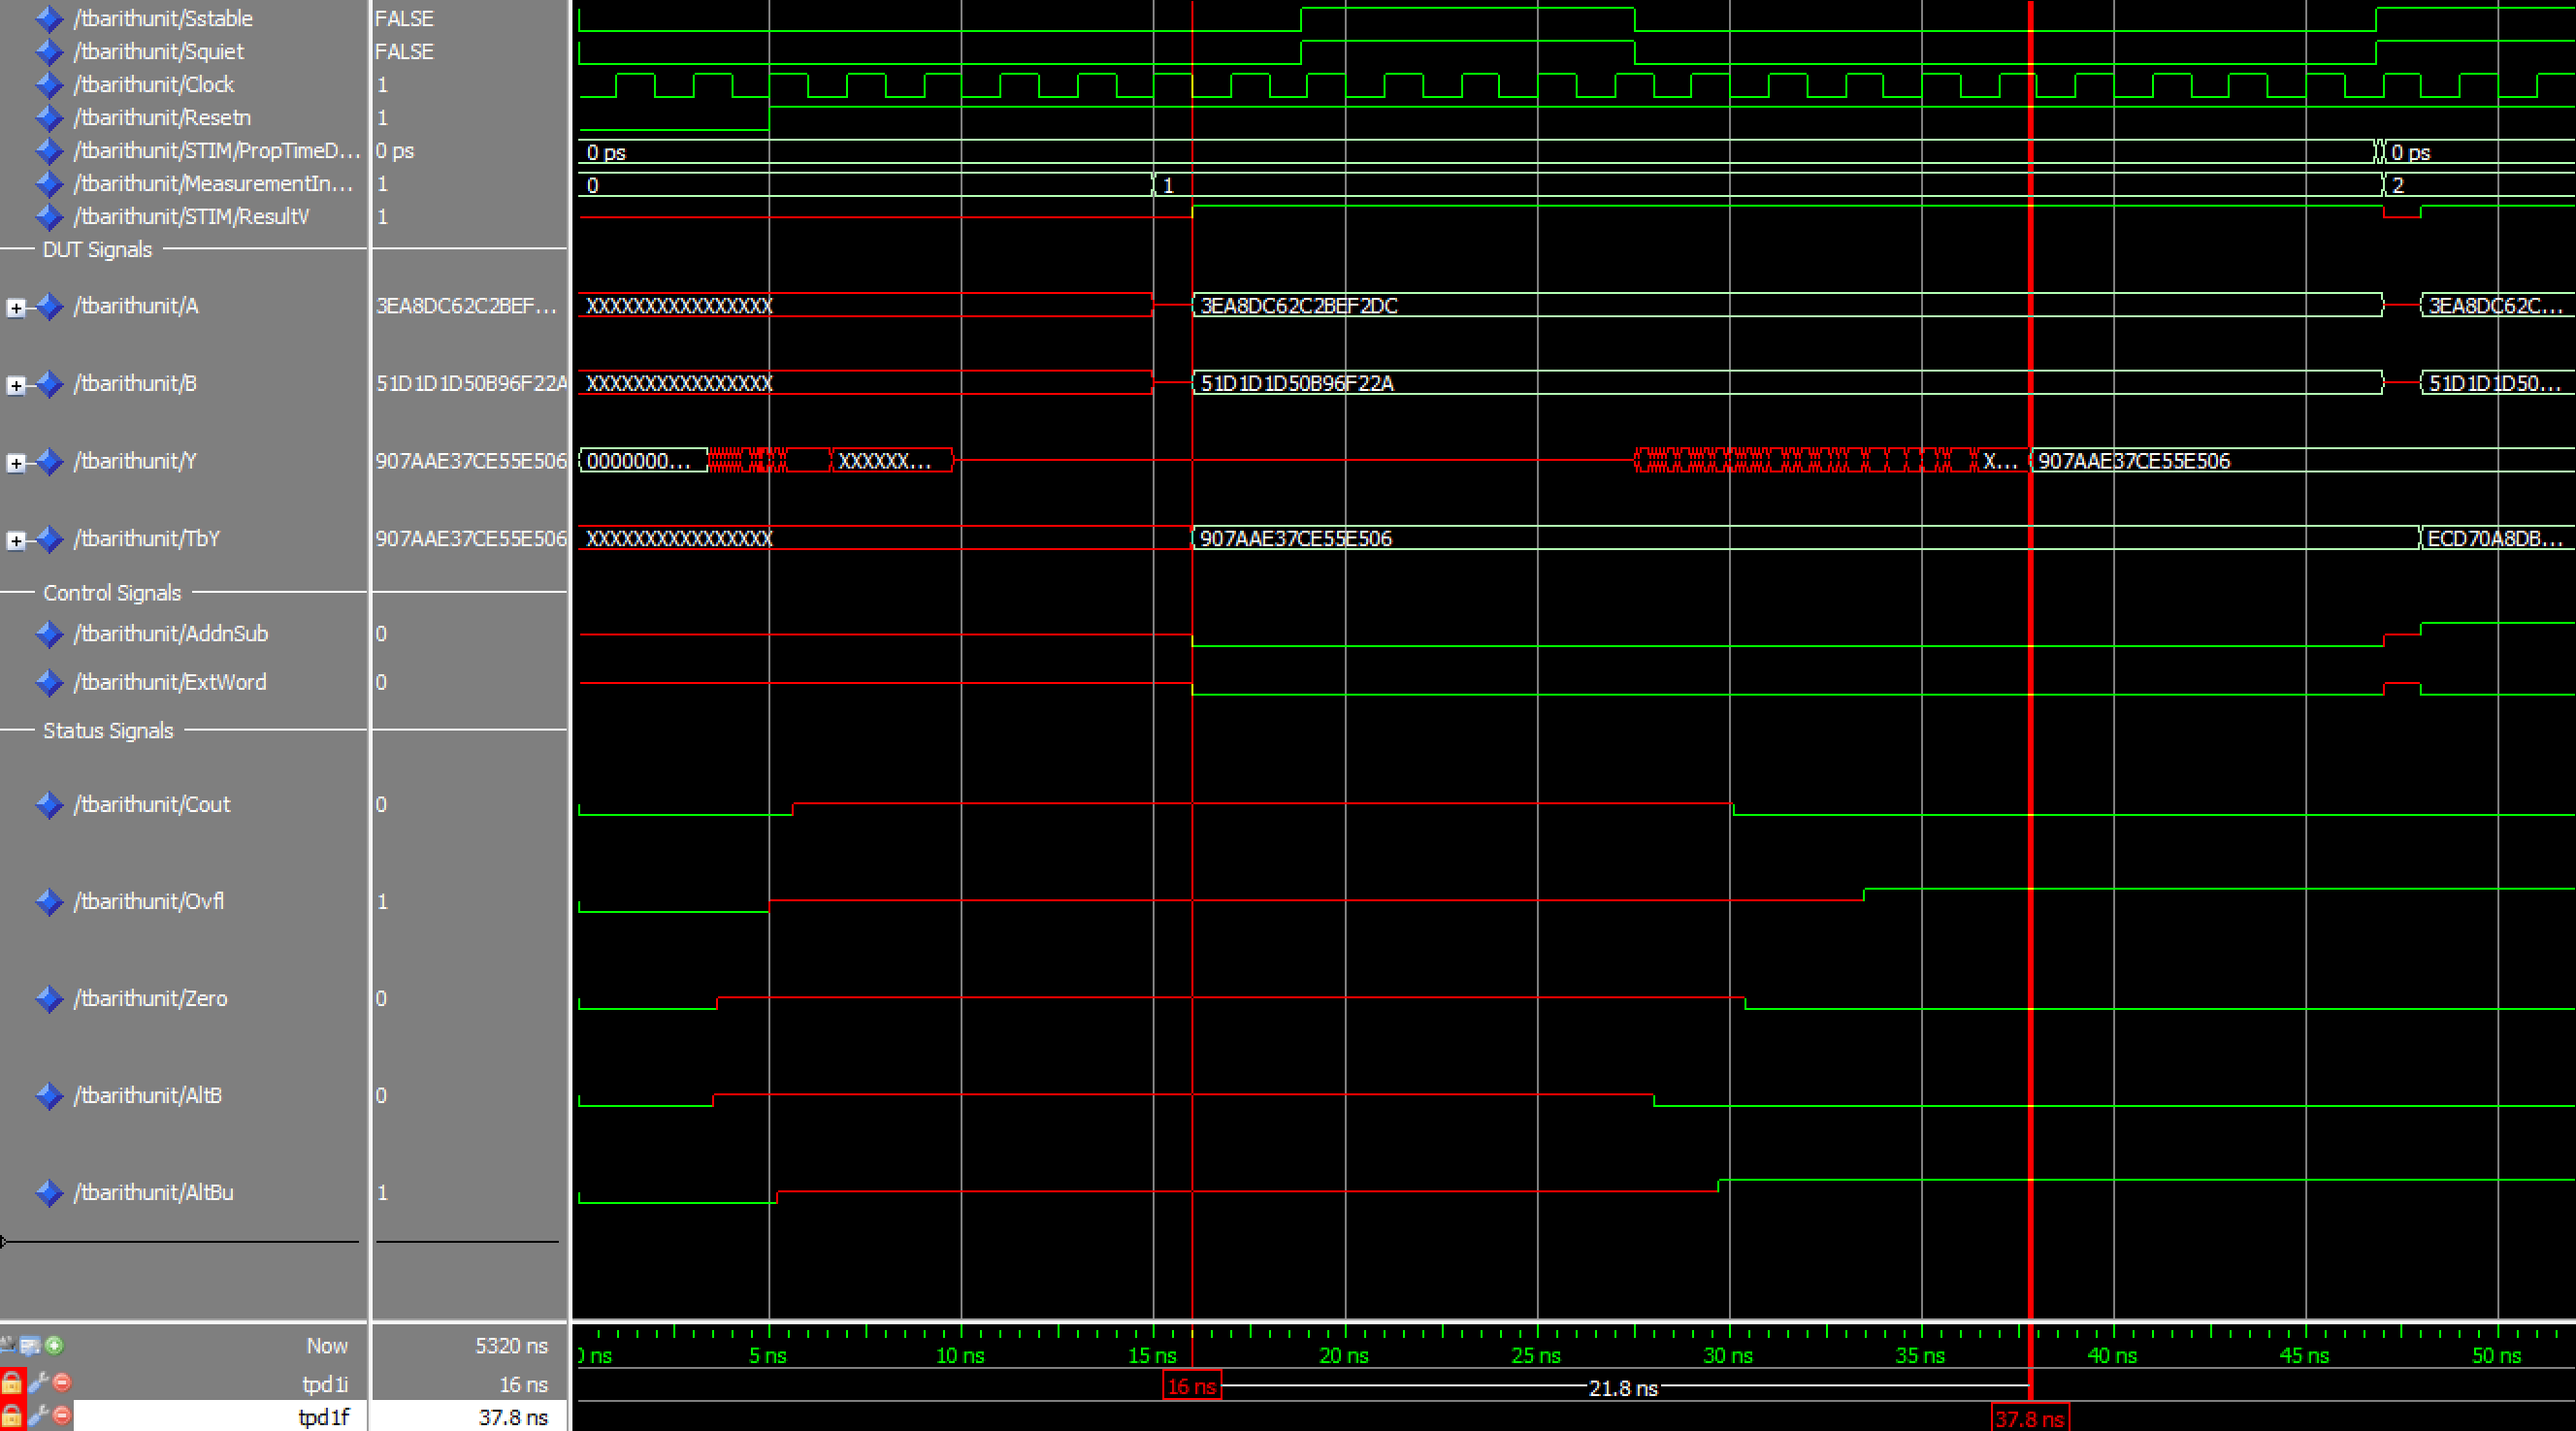 /tbarithunit/Sstable FALSE
/tbarithunit/Squiet FALSE
/tbarithunit/Clock 1
/tbarithunit/Resetn 1
/tbarithunit/STIM/PropTimeD... 0 ps 0 ps 0 ps
/tbarithunit/MeasurementIn... 1 0 1 2
/tbarithunit/STIM/ResultV 1
DUT Signals
/tbarithunit/A 3EA8DC62C2BEF... XXXXXXXXXXXXXXXX 3EA8DC62C2BEF2DC 3EA8DC62C...
/tbarithunit/B 51D1D1D50B96F22A XXXXXXXXXXXXXXXX 51D1D1D50B96F22A 51D1D1D50...
/tbarithunit/Y 907AAE37CE55E506 0000000... XXXXXX... X... 907AAE37CE55E506
/tbarithunit/TbY 907AAE37CE55E506 XXXXXXXXXXXXXXXX 907AAE37CE55E506 ECD70A8DB...
Control Signals
/tbarithunit/AddnSub 0
/tbarithunit/ExtWord 0
Status Signals
/tbarithunit/Cout 0
/tbarithunit/Ovfl 1
/tbarithunit/Zero 0
/tbarithunit/AltB 0
/tbarithunit/AltBu 1
Now 5320 ns 0 ns 5 ns 10 ns 15 ns 20 ns 25 ns 30 ns 35 ns 40 ns 45 ns 50 ns
tpd1i 16 ns 16 ns 21.8 ns
tpd1f 37.8 ns 37.8 ns